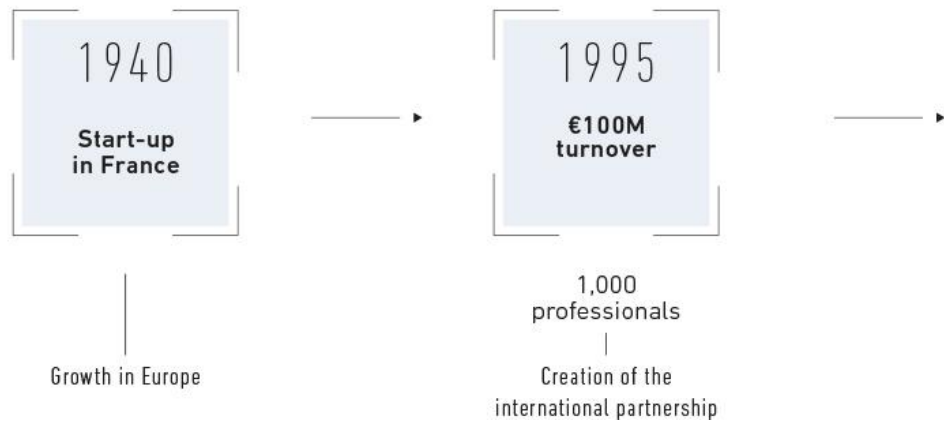 1940
Start-up
in France
Growth in Europe
1995
€100M
turnover
1,000
professionals
Creation of the
international partnership